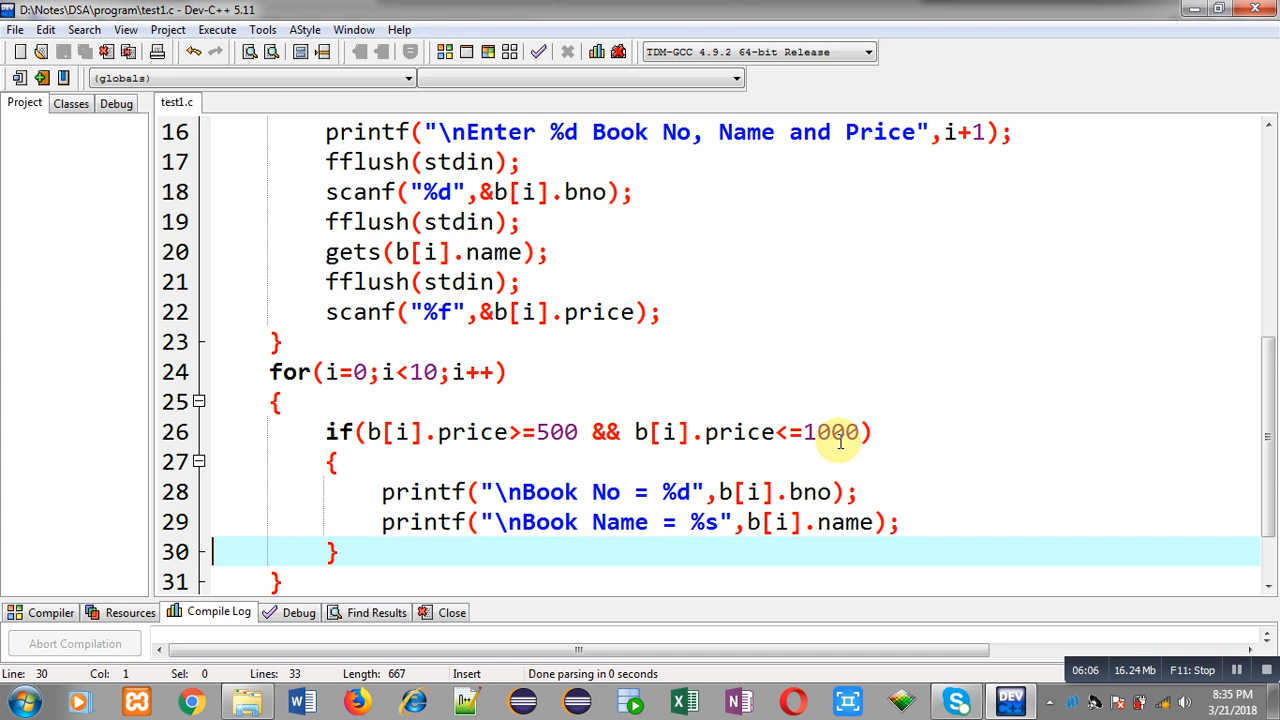 D:\Notes\DSA\program\test1.c - Dev-C++ 5.11
File Edit Search View Project Execute Tools AStyle Window Help
TDM-GCC 4.9.2 64-bit Release
(globals)
Project Classes Debug test1.c
16 printf("\nEnter %d Book No, Name and Price",i+1);
17 fflush(stdin);
18 scanf("%d",&b[i].bno);
19 fflush(stdin);
20 gets(b[i].name);
21 fflush(stdin);
22 scanf("%f",&b[i].price);
23 }
24 for(i=0;i<10;i++)
25 {
26 if(b[i].price>=500 && b[i].price<=1000)
27 {
28 printf("\nBook No = %d",b[i].bno);
29 printf("\nBook Name = %s",b[i].name);
30 }
31 }
Compiler Resources Compile Log Debug Find Results Close
Abort Compilation
Line: 30 Col: 1 Sel: 0 Lines: 33 Length: 667 Insert Done parsing in 0 seconds
06:06 16.24 Mb F11: Stop
8:35 PM
3/21/2018